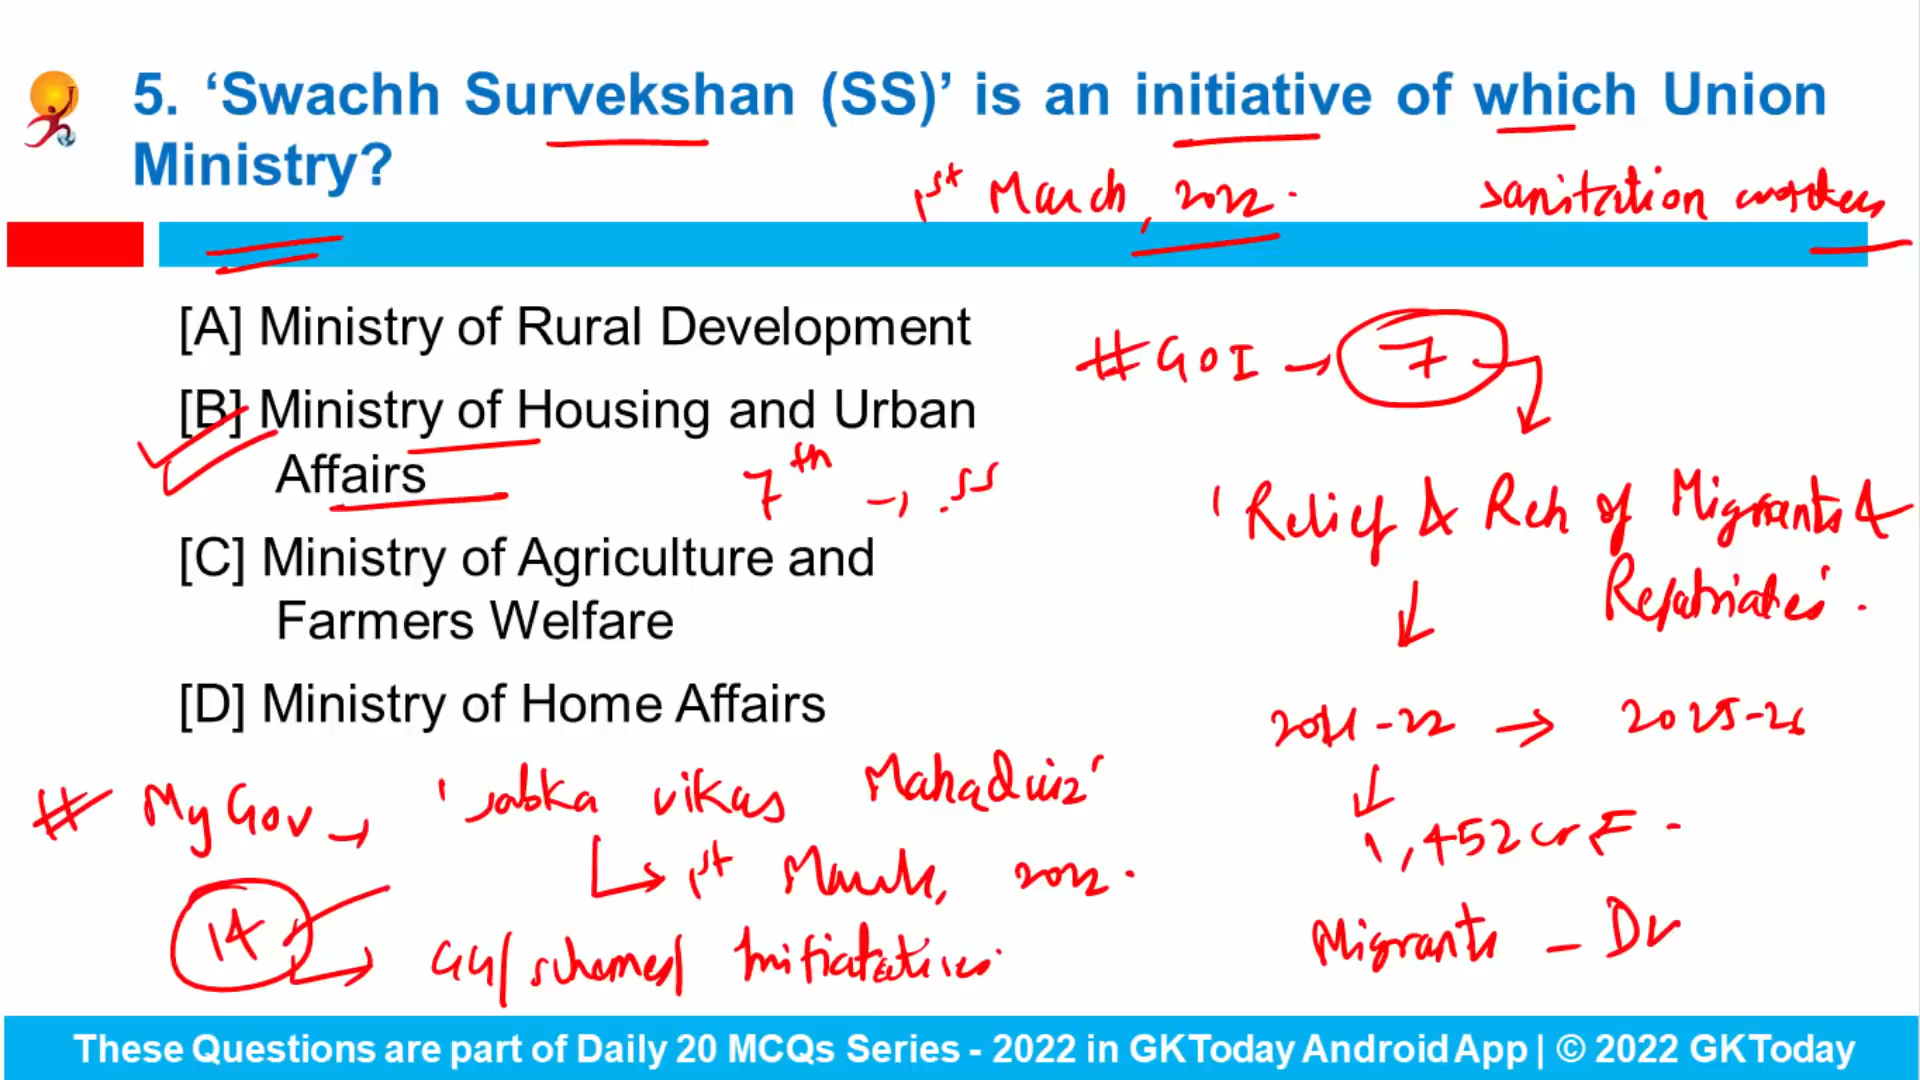 5. ‘Swachh Survekshan (SS)’ is an initiative of which Union
Ministry?
1st March, 2022.
sanitation workers
[A] Ministry of Rural Development
#GOI → 7
[B] Ministry of Housing and Urban
Affairs
7th → SS
'Relief & Reh of Migrants &
Repatriates'.
[C] Ministry of Agriculture and
Farmers Welfare
[D] Ministry of Home Affairs
2021-22 → 2025-26
# MyGov → 'sabka vikas Mahaquiz'
1,452 cr ₹
1st March, 2022.
14
schemes/ Initiatives
Migrants -
These Questions are part of Daily 20 MCQs Series - 2022 in GKToday Android App | © 2022 GKToday